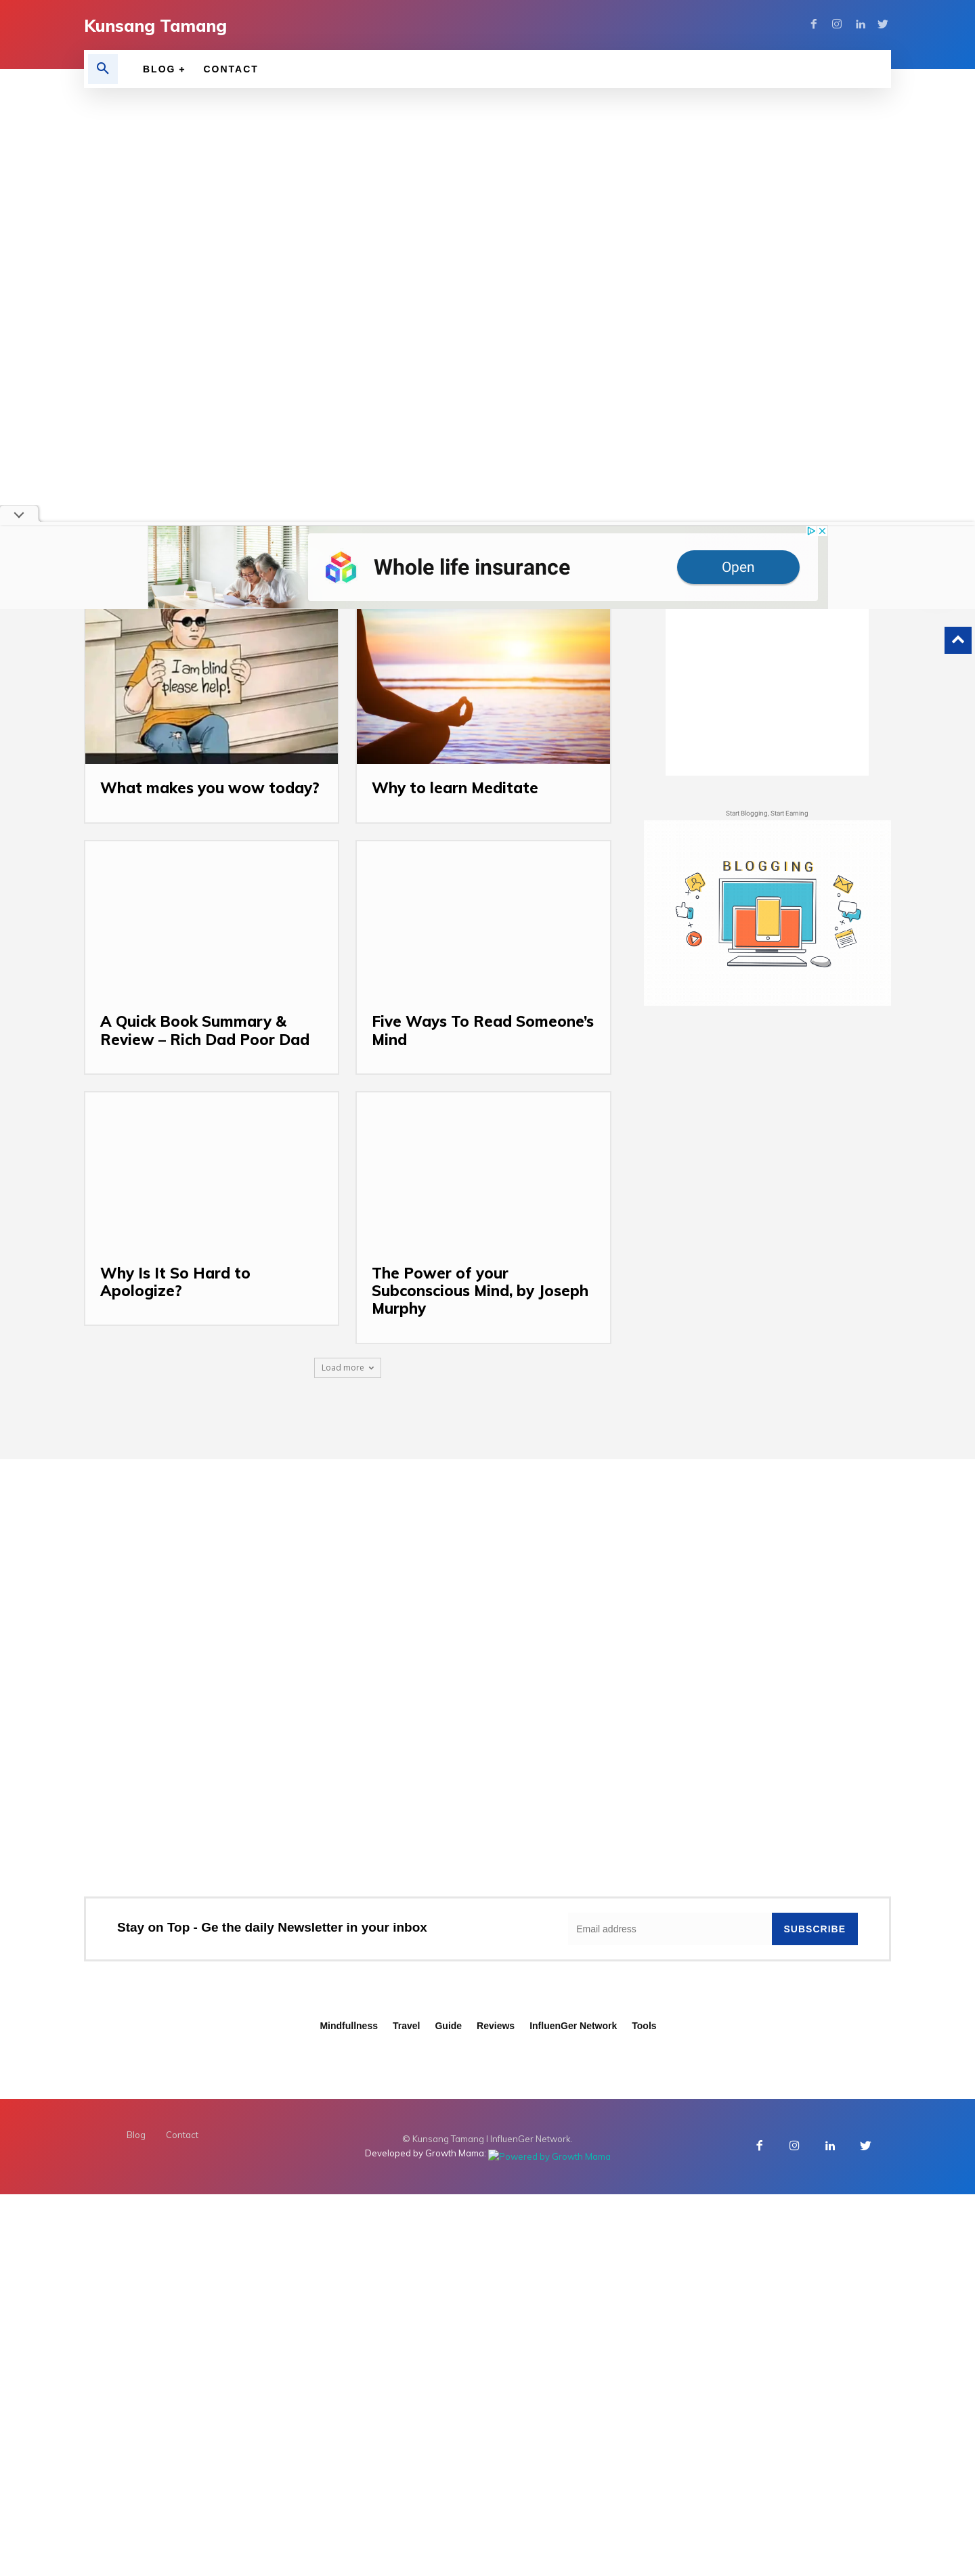 Kunsang Tamang
BLOG + CONTACT
Whole life insurance
Open
I am blind
please help!
What makes you wow today?
Why to learn Meditate
Start Blogging, Start Earning
BLOGGING
A Quick Book Summary &
Review – Rich Dad Poor Dad
Five Ways To Read Someone’s
Mind
Why Is It So Hard to
Apologize?
The Power of your
Subconscious Mind, by Joseph
Murphy
Load more
Stay on Top - Ge the daily Newsletter in your inbox
Email address
SUBSCRIBE
Mindfullness Travel Guide Reviews InfluenGer Network Tools
Blog Contact
© Kunsang Tamang I InfluenGer Network.
Developed by Growth Mama: Powered by Growth Mama